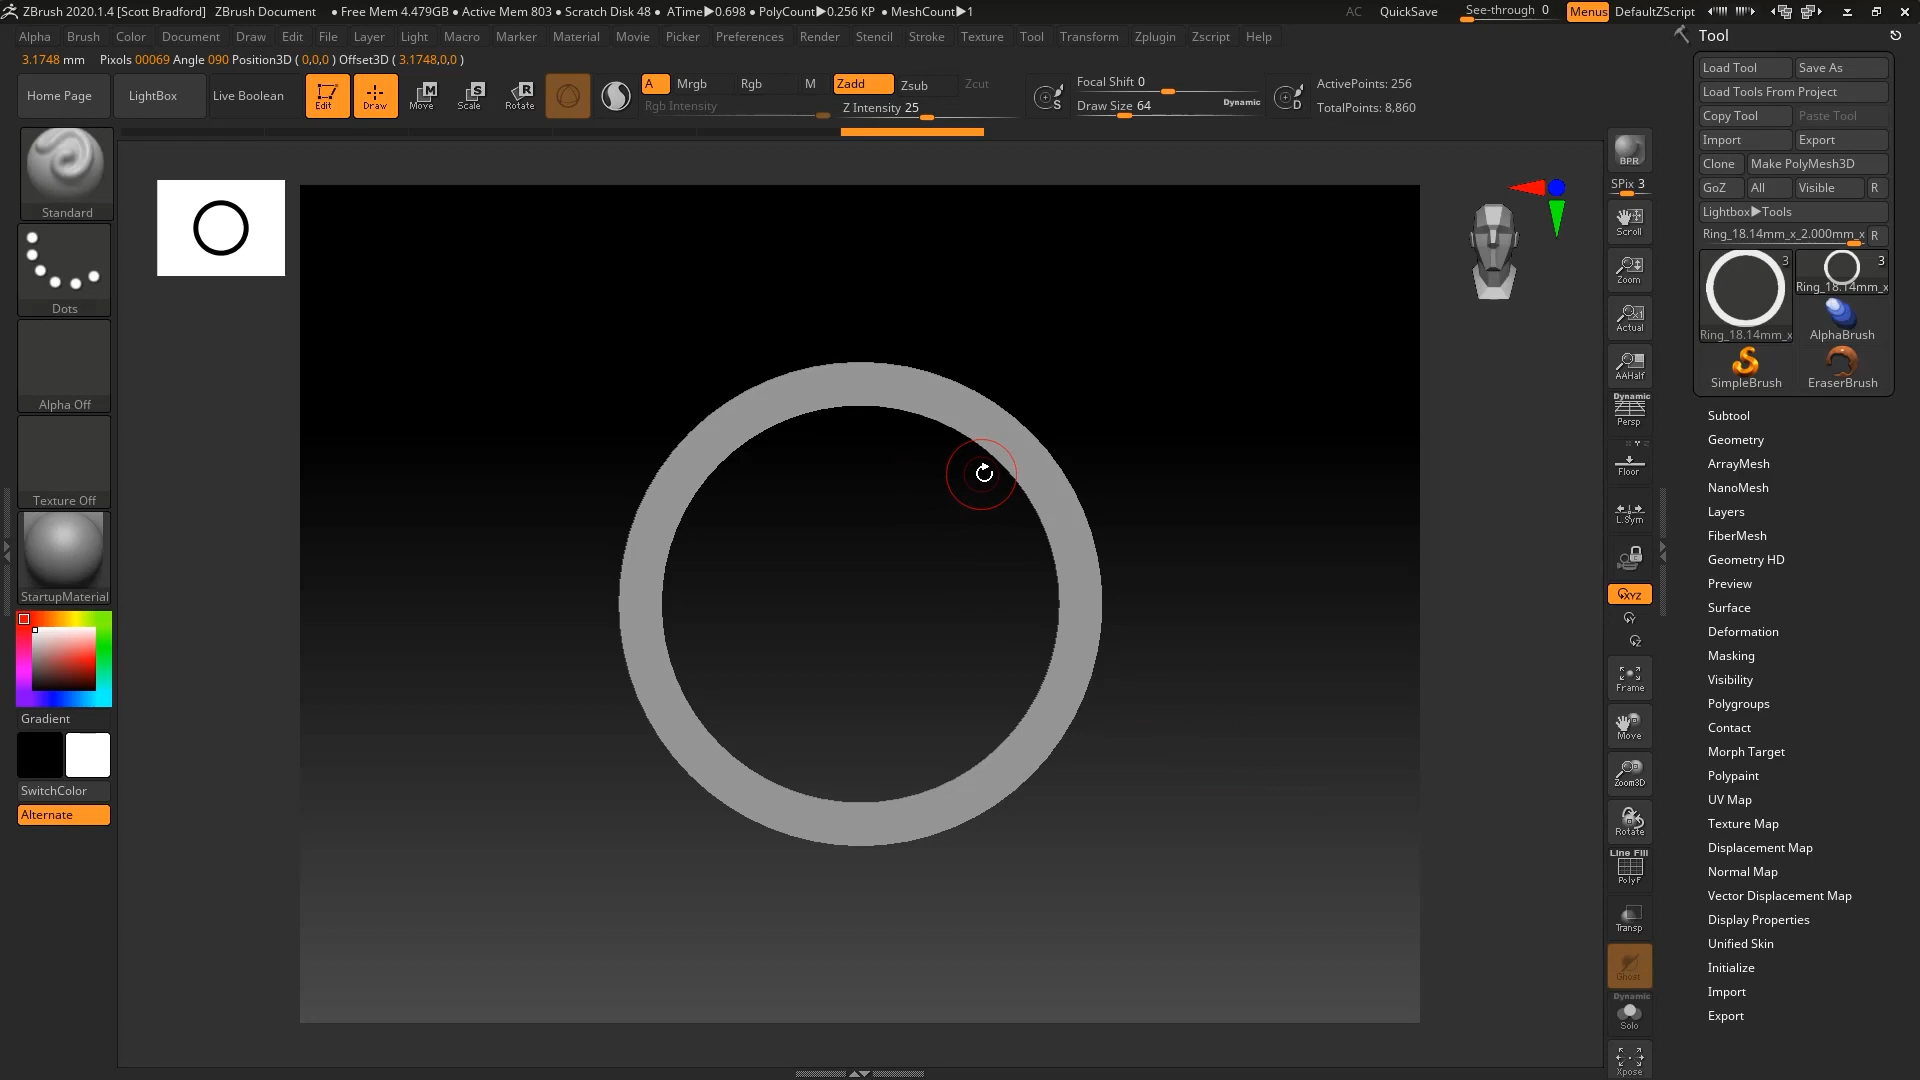 ZBrush 2020.1.4 [Scott Bradford] ZBrush Document ● Free Mem 4.479GB ● Active Mem 803 ● Scratch Disk 48 ● ATime▶0.698 ● PolyCount▶0.256 KP ● MeshCount▶1 AC QuickSave See-through 0 Menus DefaultZScript
Alpha Brush Color Document Draw Edit File Layer Light Macro Marker Material Movie Picker Preferences Render Stencil Stroke Texture Tool Transform Zplugin Zscript Help
3.1748 mm Pixols 00069 Angle 090 Position3D ( 0,0,0 ) Offset3D ( 3.1748,0,0 )
Home Page LightBox Live Boolean Edit Draw Move Scale Rotate
A Mrgb Rgb M Zadd Zsub Zcut
Rgb Intensity Z Intensity 25
Focal Shift 0
Draw Size 64 Dynamic
ActivePoints: 256
TotalPoints: 8,860
Standard
Dots
Alpha Off
Texture Off
StartupMaterial
Gradient
SwitchColor
Alternate
BPR
SPix 3
Scroll
Zoom
Actual
AAHalf
Dynamic
Persp
Floor
L.Sym
XYZ
Y
Z
Frame
Move
Zoom3D
Rotate
Line Fill
PolyF
Transp
Ghost
Dynamic
Solo
Xpose
Tool
Load Tool Save As
Load Tools From Project
Copy Tool Paste Tool
Import Export
Clone Make PolyMesh3D
GoZ All Visible R
Lightbox▶Tools
Ring_18.14mm_x_2.000mm_x R
3 3
Ring_18.14mm_x
Ring_18.14mm_x
AlphaBrush
SimpleBrush EraserBrush
Subtool
Geometry
ArrayMesh
NanoMesh
Layers
FiberMesh
Geometry HD
Preview
Surface
Deformation
Masking
Visibility
Polygroups
Contact
Morph Target
Polypaint
UV Map
Texture Map
Displacement Map
Normal Map
Vector Displacement Map
Display Properties
Unified Skin
Initialize
Import
Export